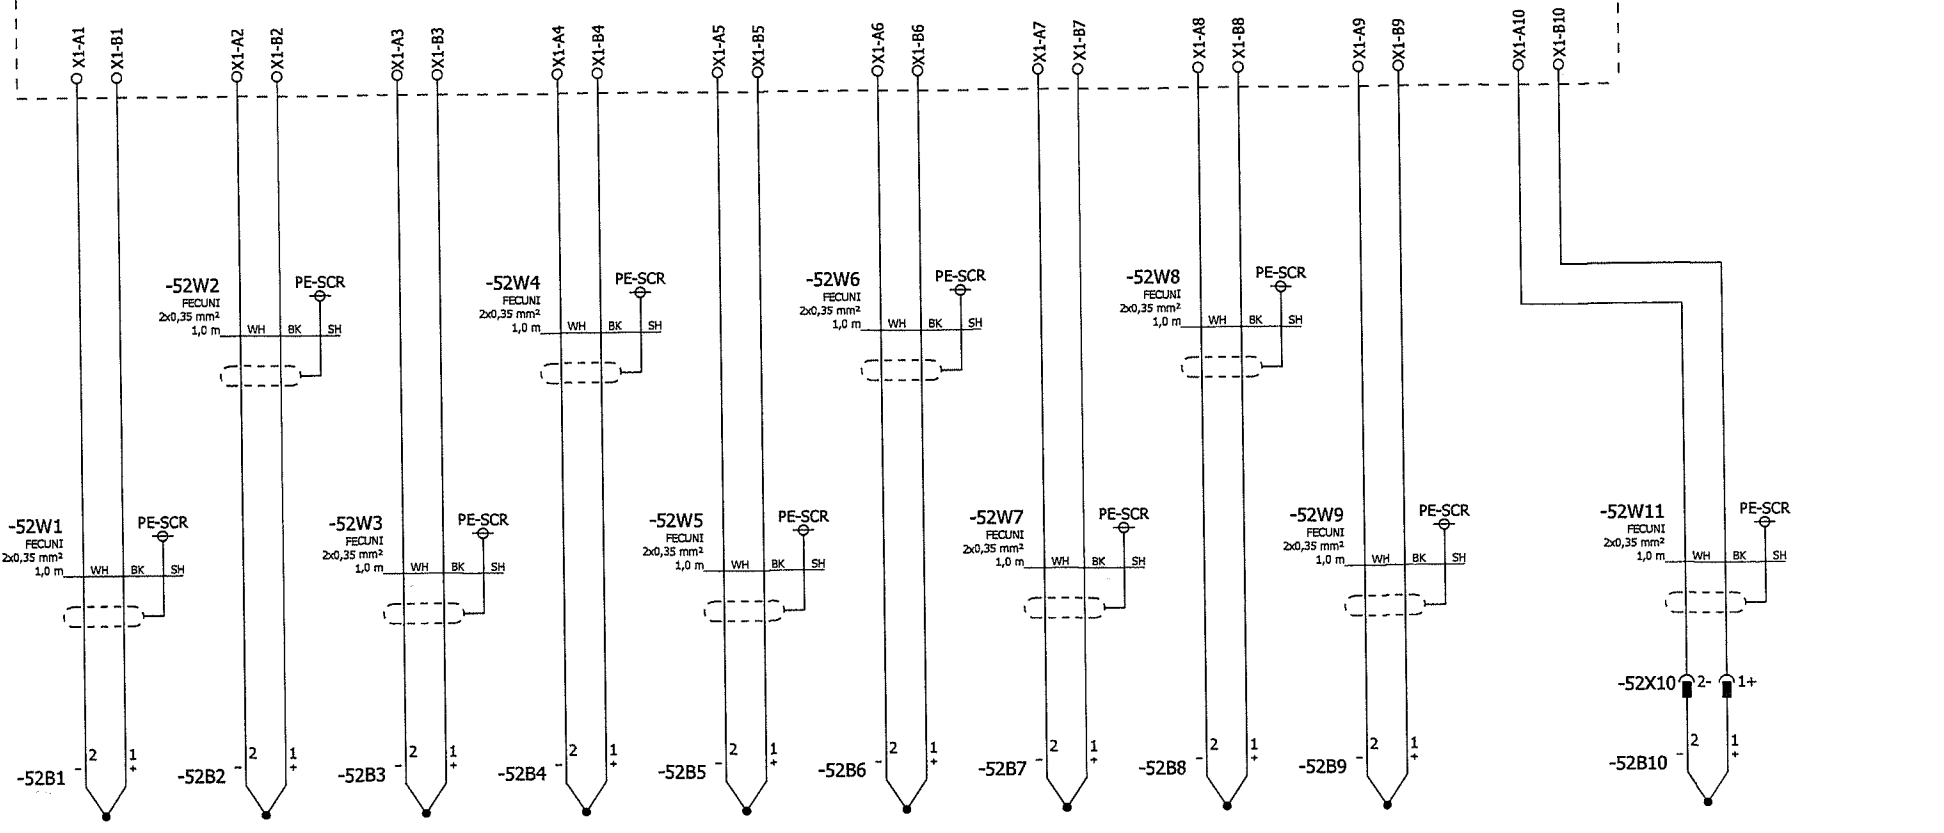 X1-A1
X1-B1
X1-A2
X1-B2
X1-A3
X1-B3
X1-A4
X1-B4
X1-A5
X1-B5
X1-A6
X1-B6
X1-A7
X1-B7
X1-A8
X1-B8
X1-A9
X1-B9
X1-A10
X1-B10
-52W2
FECUNI
2x0,35 mm²
1,0 m
PE-SCR
WH BK SH
-52W4
FECUNI
2x0,35 mm²
1,0 m
PE-SCR
WH BK SH
-52W6
FECUNI
2x0,35 mm²
1,0 m
PE-SCR
WH BK SH
-52W8
FECUNI
2x0,35 mm²
1,0 m
PE-SCR
WH BK SH
-52W1
FECUNI
2x0,35 mm²
1,0 m
PE-SCR
WH BK SH
-52W3
FECUNI
2x0,35 mm²
1,0 m
PE-SCR
WH BK SH
-52W5
FECUNI
2x0,35 mm²
1,0 m
PE-SCR
WH BK SH
-52W7
FECUNI
2x0,35 mm²
1,0 m
PE-SCR
WH BK SH
-52W9
FECUNI
2x0,35 mm²
1,0 m
PE-SCR
WH BK SH
-52W11
FECUNI
2x0,35 mm²
1,0 m
PE-SCR
WH BK SH
-52X10 2- 1+
-52B1 - 2 1 +
-52B2 - 2 1 +
-52B3 - 2 1 +
-52B4 - 2 1 +
-52B5 - 2 1 +
-52B6 - 2 1 +
-52B7 - 2 1 +
-52B8 - 2 1 +
-52B9 - 2 1 +
-52B10 - 2 1 +